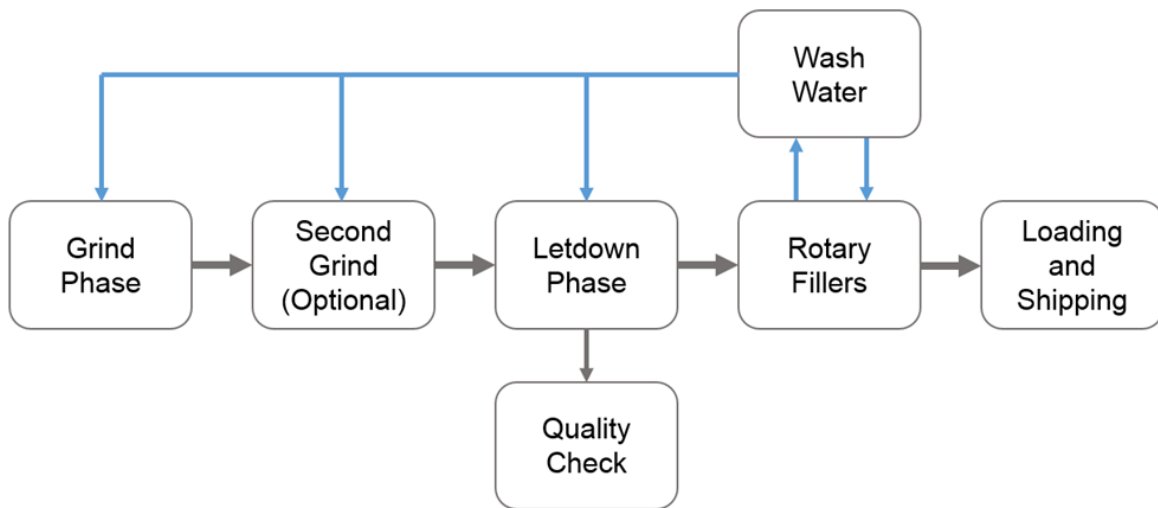 Wash
Water
Grind
Phase
Second
Grind
(Optional)
Letdown
Phase
Rotary
Fillers
Loading
and
Shipping
Quality
Check